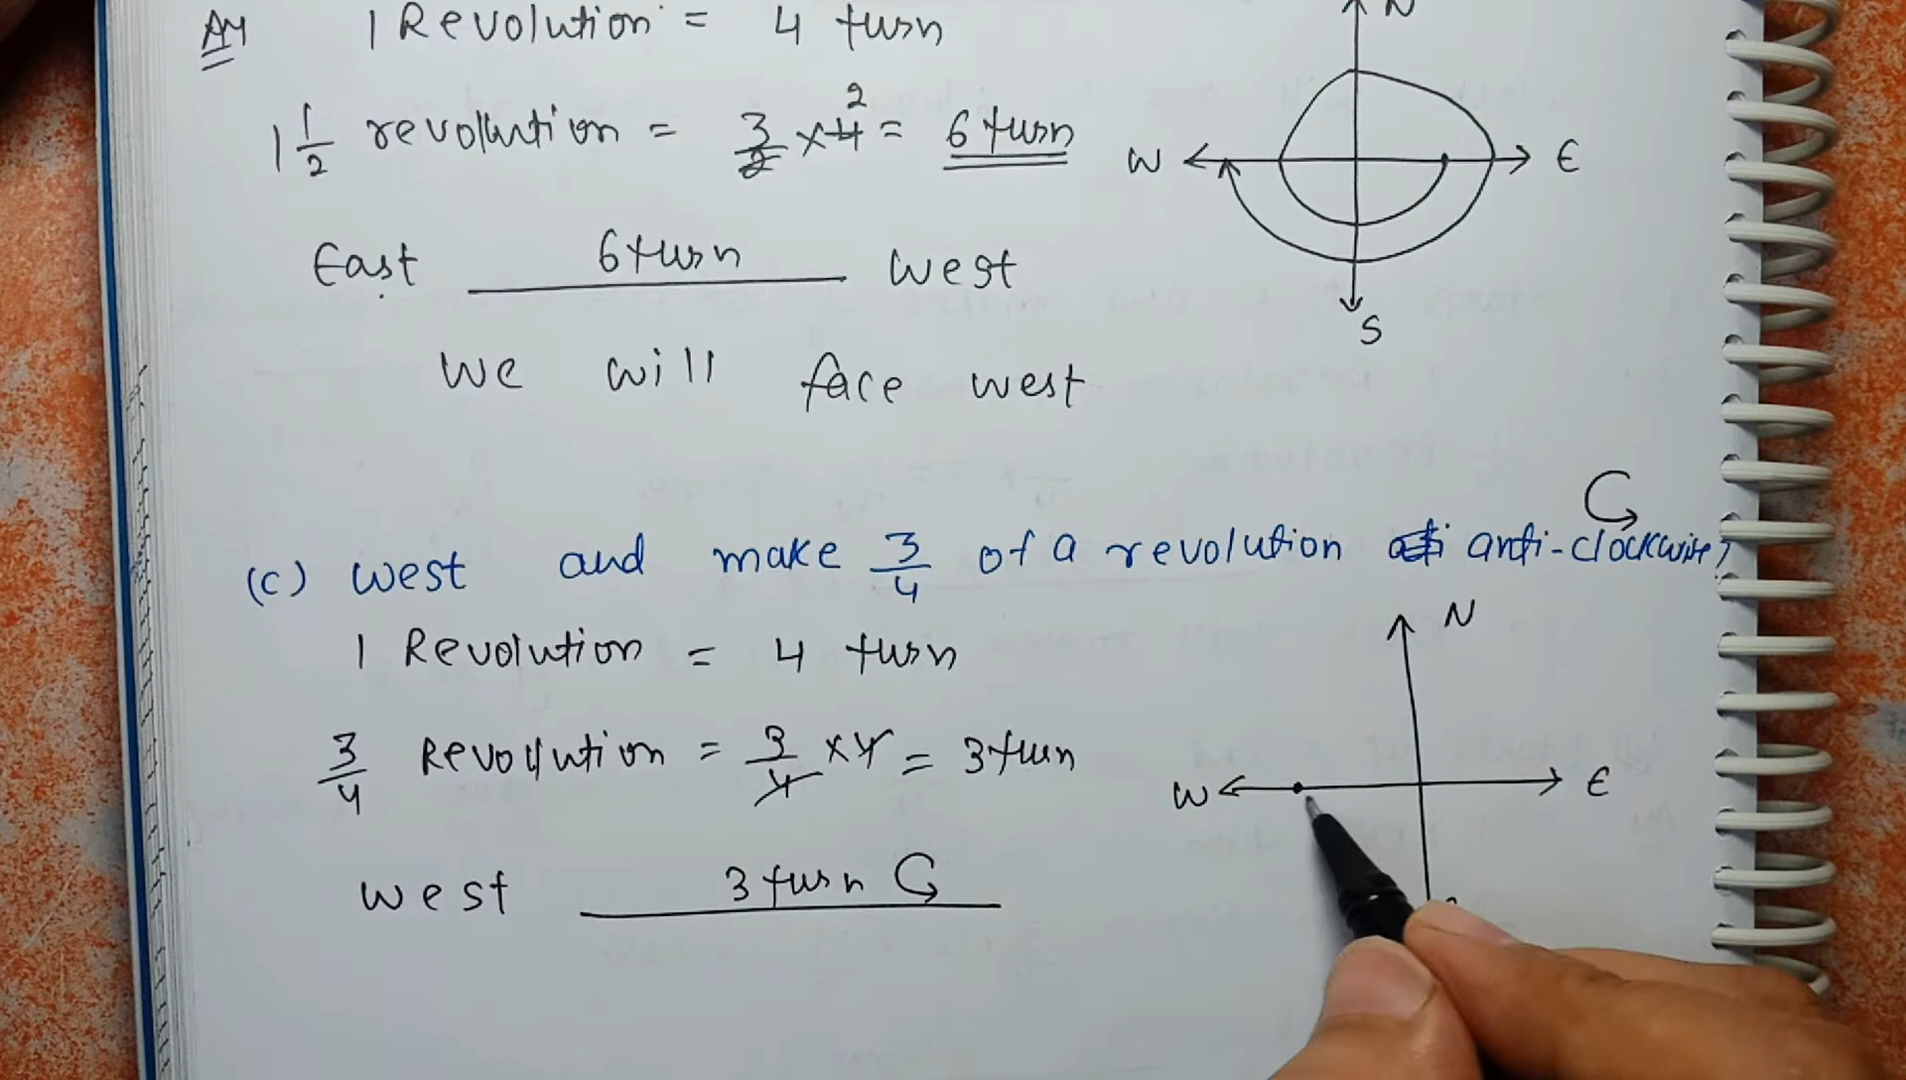 1 Revolution = 4 turn
1 1/2 revolution = 3/2 x 4 2 = 6 turn
East 6 turn west
we will face west
N
W E
S
(c) west and make 3/4 of a revolution anti-clockwise?
1 Revolution = 4 turn
3/4 Revolution = 3/4 x 4 = 3 turn
west 3 turn
N
W E